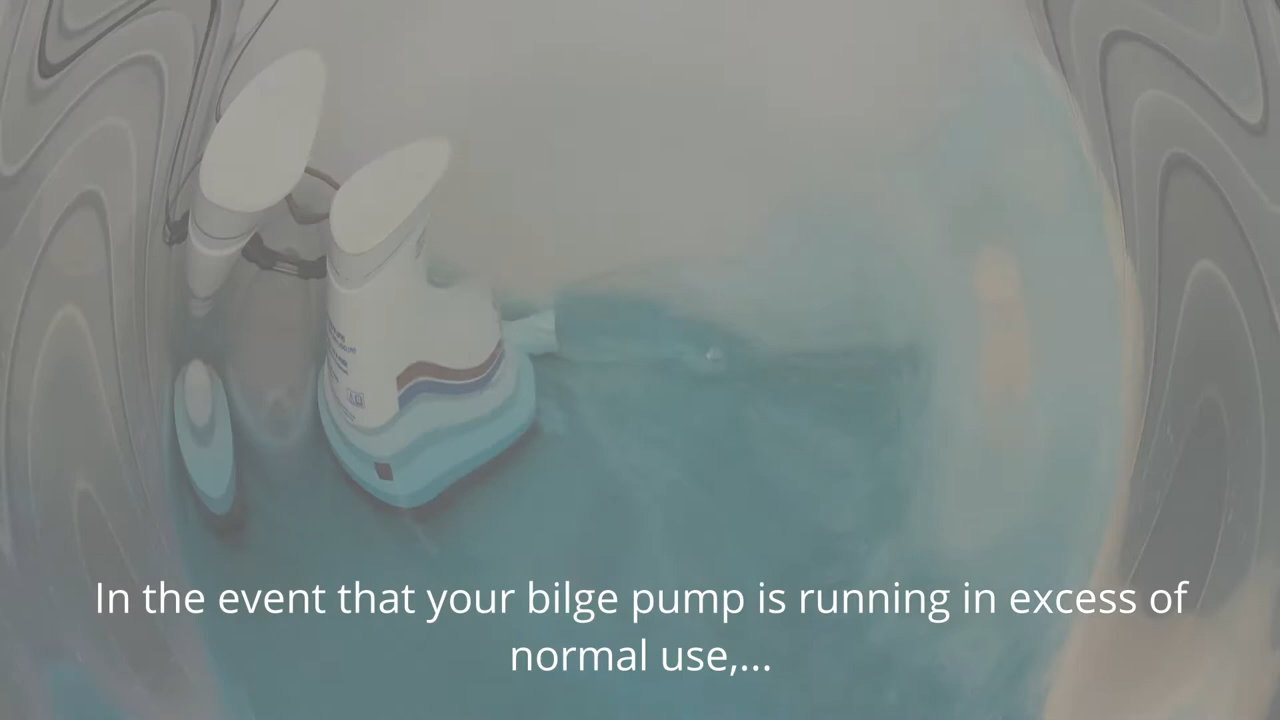 In the event that your bilge pump is running in excess of
normal use,...